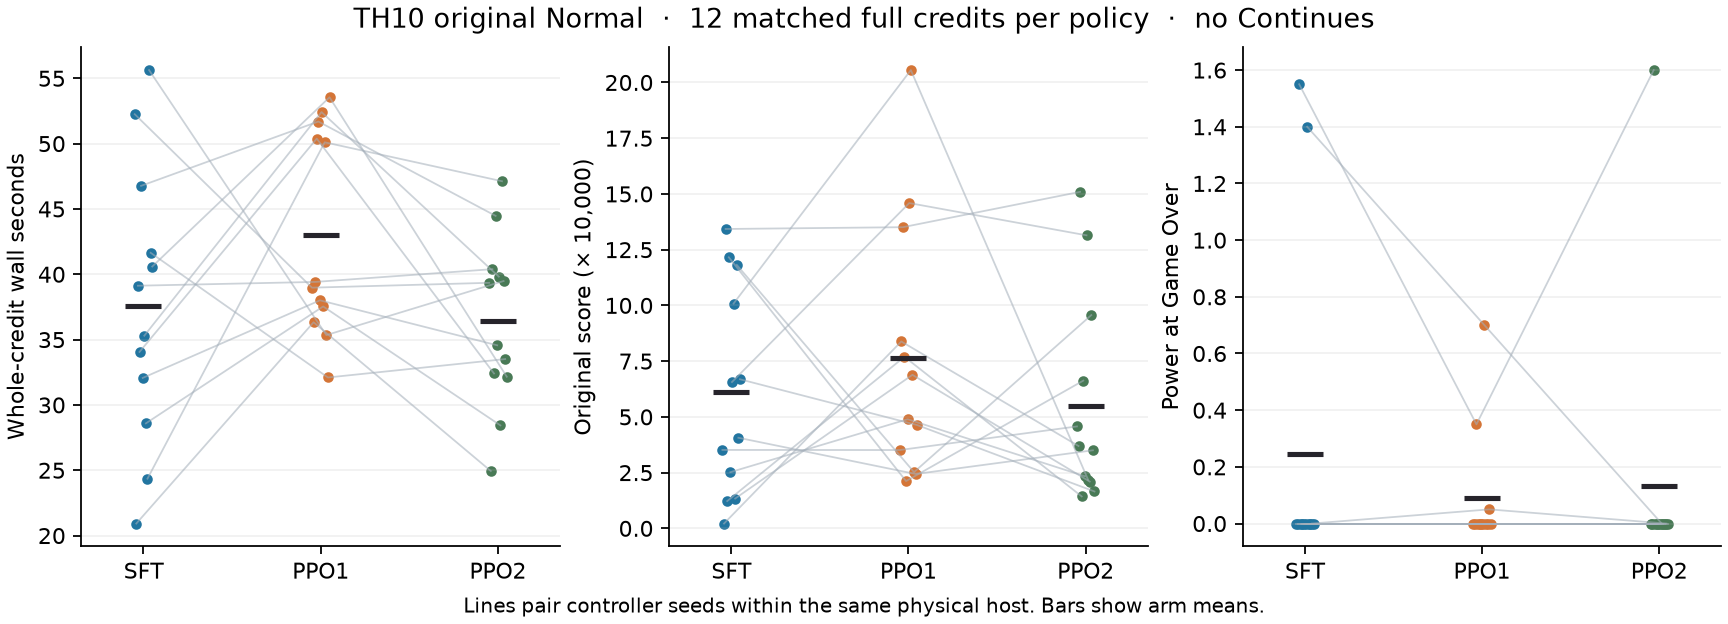 TH10 original Normal · 12 matched full credits per policy · no Continues
Whole-credit wall seconds
55
50
45
40
35
30
25
20
SFT
PPO1
PPO2
Original score (× 10,000)
20.0
17.5
15.0
12.5
10.0
7.5
5.0
2.5
0.0
SFT
PPO1
PPO2
Power at Game Over
1.6
1.4
1.2
1.0
0.8
0.6
0.4
0.2
0.0
SFT
PPO1
PPO2
Lines pair controller seeds within the same physical host. Bars show arm means.